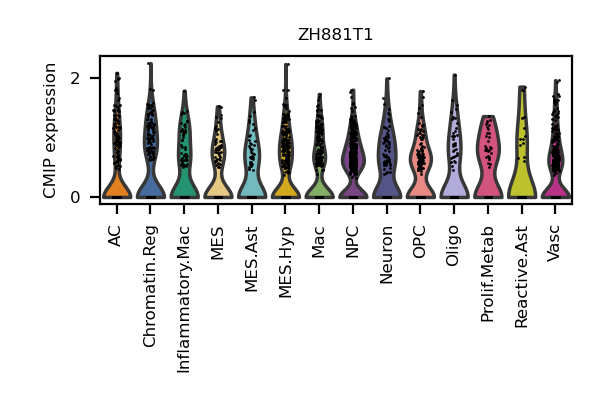 ZH881T1
CMIP expression
2
0
AC
Chromatin.Reg
Inflammatory.Mac
MES
MES.Ast
MES.Hyp
Mac
NPC
Neuron
OPC
Oligo
Prolif.Metab
Reactive.Ast
Vasc